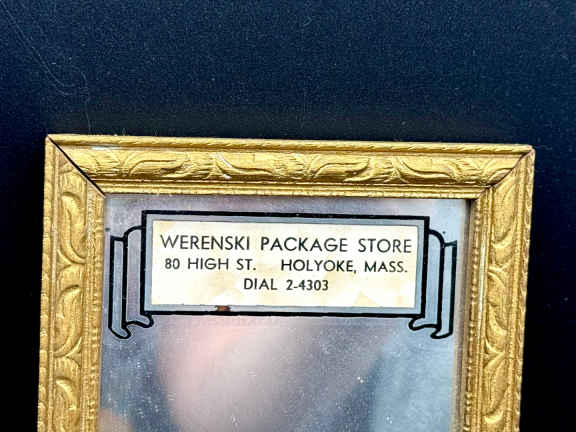 WERENSKI PACKAGE STORE
80 HIGH ST. HOLYOKE, MASS.
DIAL 2-4303